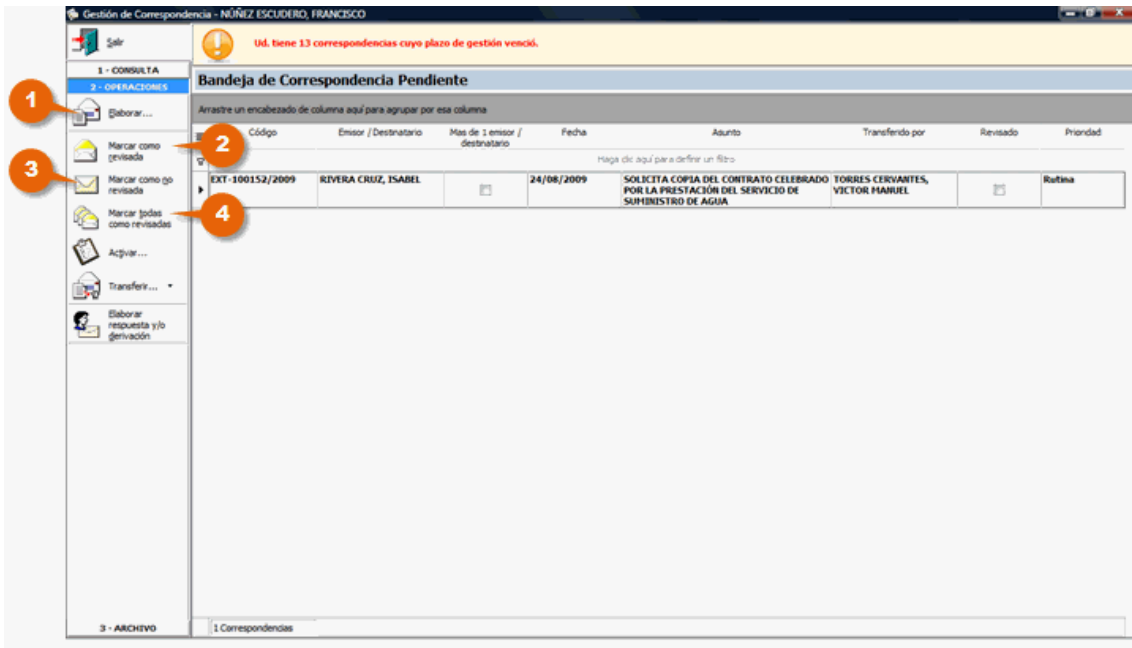 Gestión de Correspondencia - NÚÑEZ ESCUDERO, FRANCISCO
Salir
Ud. tiene 13 correspondencias cuyo plazo de gestión venció.
1 - CONSULTA
2 - OPERACIONES
Bandeja de Correspondencia Pendiente
1
Elaborar...
Arrastre un encabezado de columna aquí para agrupar por esa columna
Código
Emisor / Destinatario
Mas de 1 emisor /
destinatario
Fecha
Asunto
Transferido por
Revisado
Prioridad
Marcar como
revisada
2
Haga clic aquí para definir un filtro
3
Marcar como no
revisada
EXT-100152/2009
RIVERA CRUZ, ISABEL
24/08/2009
SOLICITA COPIA DEL CONTRATO CELEBRADO
POR LA PRESTACIÓN DEL SERVICIO DE
SUMINISTRO DE AGUA
TORRES CERVANTES,
VICTOR MANUEL
Rutina
Marcar todas
como revisadas
4
Activar...
Transferir...
Elaborar
respuesta y/o
derivación
3 - ARCHIVO
1 Correspondencias